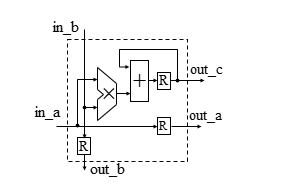 in_b
out_c
+
R
in_a
out_a
R
R
out_b